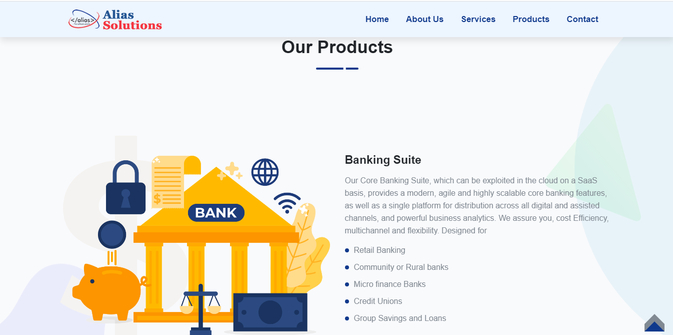 </alias>
Alias
Solutions
Home
About Us
Services
Products
Contact
Our Products
BANK
$
Banking Suite
Our Core Banking Suite, which can be exploited in the cloud on a SaaS
basis, provides a modern, agile and highly scalable core banking features,
as well as a single platform for distribution across all digital and assisted
channels, and powerful business analytics. We assure you, cost Efficiency,
multichannel and flexibility. Designed for
Retail Banking
Community or Rural banks
Micro finance Banks
Credit Unions
Group Savings and Loans